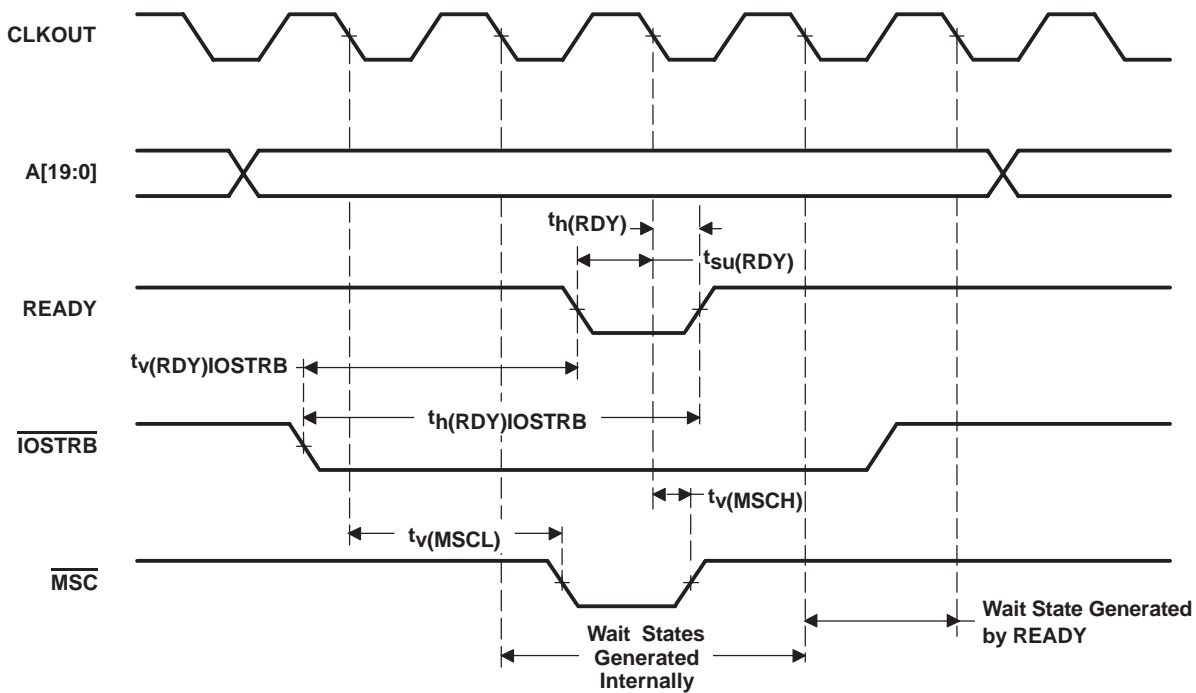 CLKOUT
A[19:0]
th(RDY)
tsu(RDY)
READY
tv(RDY)IOSTRB
th(RDY)IOSTRB
IOSTRB
tv(MSCH)
tv(MSCL)
MSC
Wait States
Generated
Internally
Wait State Generated
by READY